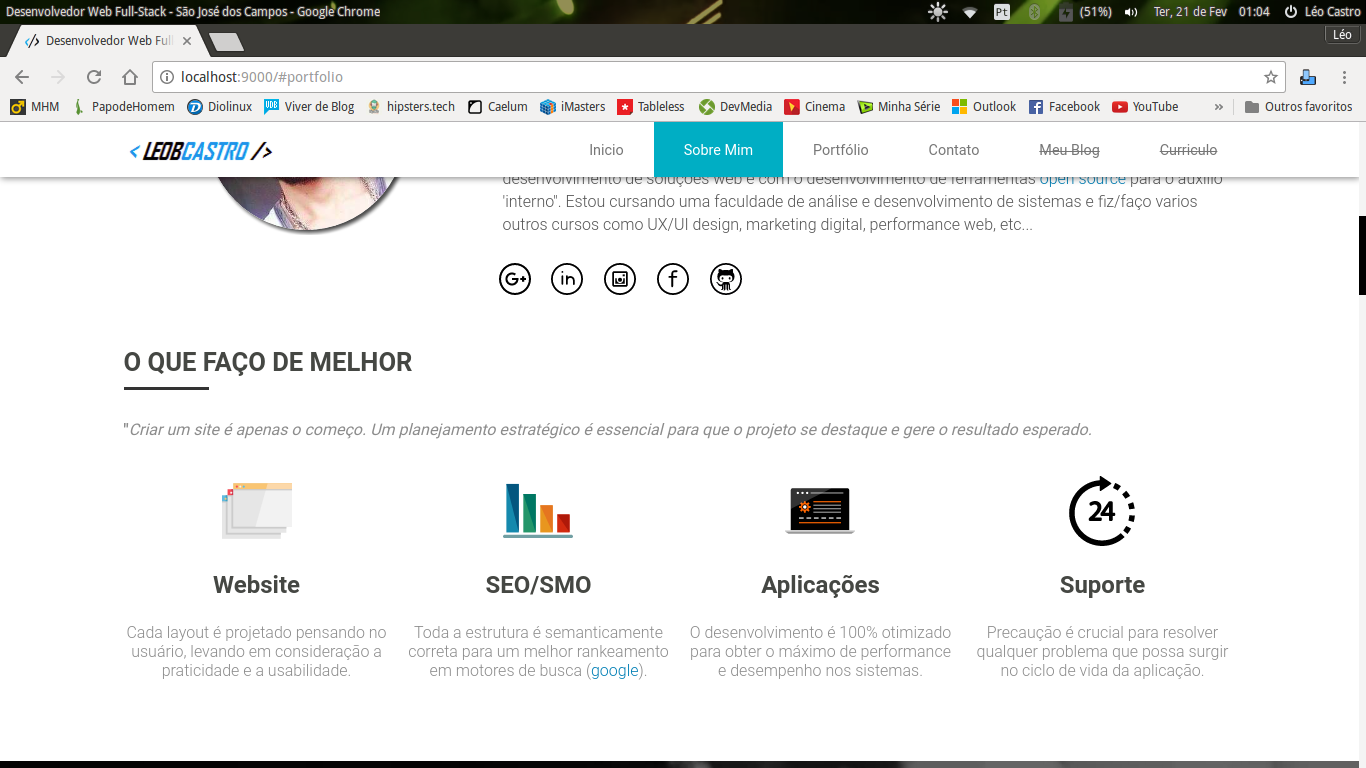 Desenvolvedor Web Full-Stack - São José dos Campos - Google Chrome
Pt
(51%)
Ter, 21 de Fev
01:04
Léo Castro
Desenvolvedor Web Full
Léo
localhost:9000/#portfolio
MHM
PapodeHomem
Diolinux
Viver de Blog
hipsters.tech
Caelum
iMasters
Tableless
DevMedia
Cinema
Minha Série
Outlook
Facebook
YouTube
»
Outros favoritos
< LEOBCASTRO />
Inicio
Sobre Mim
Portfólio
Contato
Meu Blog
Curriculo
desenvolvimento de soluções web e com o desenvolvimento de ferramentas open source para o auxilio
'interno". Estou cursando uma faculdade de análise e desenvolvimento de sistemas e fiz/faço varios
outros cursos como UX/UI design, marketing digital, performance web, etc...
G+
in
f
O QUE FAÇO DE MELHOR
"Criar um site é apenas o começo. Um planejamento estratégico é essencial para que o projeto se destaque e gere o resultado esperado.
24
Website
Cada layout é projetado pensando no
usuário, levando em consideração a
praticidade e a usabilidade.
SEO/SMO
Toda a estrutura é semanticamente
correta para um melhor rankeamento
em motores de busca (google).
Aplicações
O desenvolvimento é 100% otimizado
para obter o máximo de performance
e desempenho nos sistemas.
Suporte
Precaução é crucial para resolver
qualquer problema que possa surgir
no ciclo de vida da aplicação.